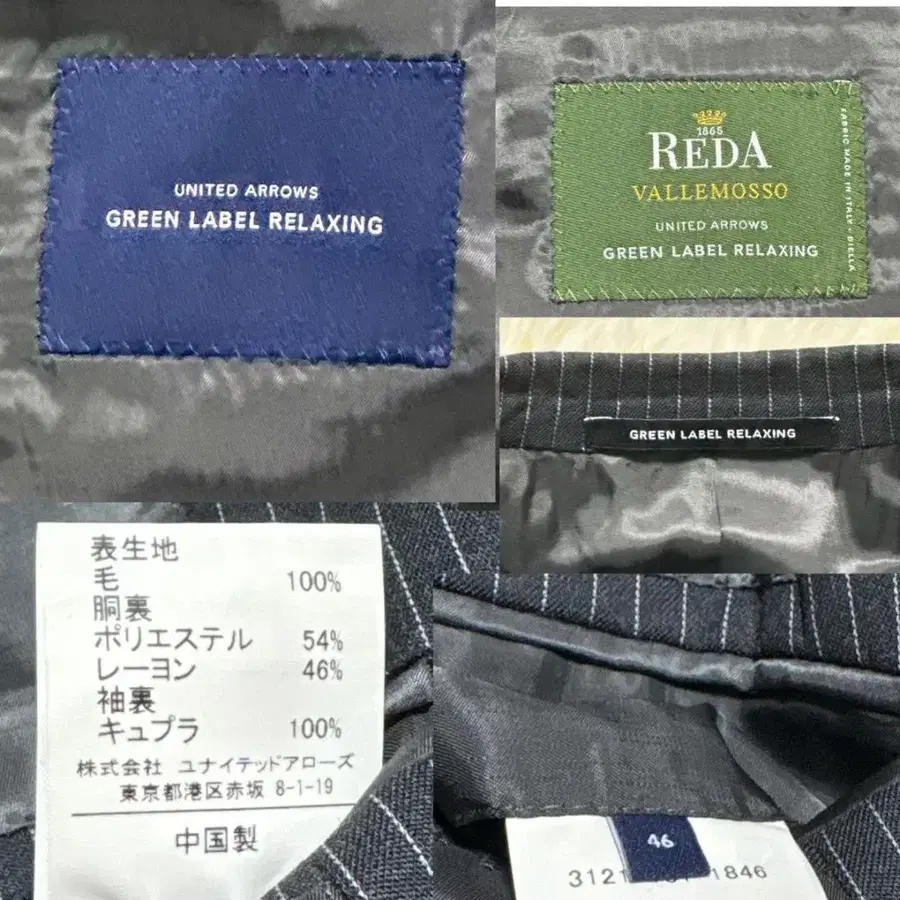 UNITED ARROWS
GREEN LABEL RELAXING
1865
REDA
VALLEMOSSO
UNITED ARROWS
GREEN LABEL RELAXING
FABRIC MADE IN ITALY - BIELLA
GREEN LABEL RELAXING
表生地
毛 100%
胴裏
ポリエステル 54%
レーヨン 46%
袖裏
キュプラ 100%
株式会社 ユナイテッドアローズ
東京都港区赤坂 8-1-19
中国製
46
3121 1846